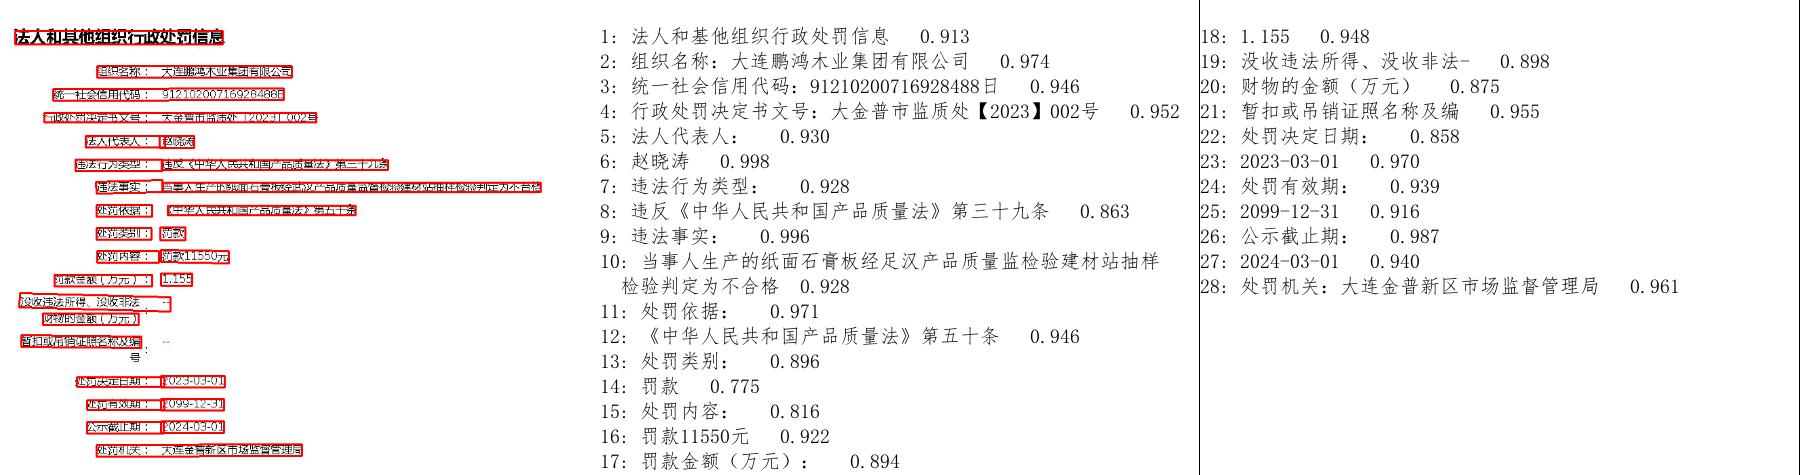 法人和其他组织行政处罚信息
组织名称： 大连鹏鸿木业集团有限公司
统一社会信用代码： 91210200716928488日
行政处罚决定书文号： 大金普市监质处【2023】002号
法人代表人： 赵晓涛
违法行为类型： 违反《中华人民共和国产品质量法》第三十九条
违法事实： 当事人生产的纸面石膏板经武汉产品质量监督检验建材站抽样检验判定为不合格
处罚依据： 《中华人民共和国产品质量法》第五十条
处罚类别： 罚款
处罚内容： 罚款11550元
罚款金额（万元）： 1.155
没收违法所得、没收非法 --
财物的金额（万元）：
暂扣或吊销证照名称及编 --
号：
处罚决定日期： 2023-03-01
处罚有效期： 2099-12-31
公示截止期： 2024-03-01
处罚机关： 大连金普新区市场监督管理局
1: 法人和基他组织行政处罚信息 0.913
2: 组织名称: 大连鹏鸿木业集团有限公司 0.974
3: 统一社会信用代码: 91210200716928488日 0.946
4: 行政处罚决定书文号: 大金普市监质处【2023】002号 0.952
5: 法人代表人: 0.930
6: 赵晓涛 0.998
7: 违法行为类型: 0.928
8: 违反《中华人民共和国产品质量法》第三十九条 0.863
9: 违法事实: 0.996
10: 当事人生产的纸面石膏板经足汉产品质量监检验建材站抽样
检验判定为不合格 0.928
11: 处罚依据: 0.971
12: 《中华人民共和国产品质量法》第五十条 0.946
13: 处罚类别: 0.896
14: 罚款 0.775
15: 处罚内容: 0.816
16: 罚款11550元 0.922
17: 罚款金额（万元）: 0.894
18: 1.155 0.948
19: 没收违法所得、没收非法- 0.898
20: 财物的金额（万元） 0.875
21: 暂扣或吊销证照名称及编 0.955
22: 处罚决定日期: 0.858
23: 2023-03-01 0.970
24: 处罚有效期: 0.939
25: 2099-12-31 0.916
26: 公示截止期: 0.987
27: 2024-03-01 0.940
28: 处罚机关: 大连金普新区市场监督管理局 0.961